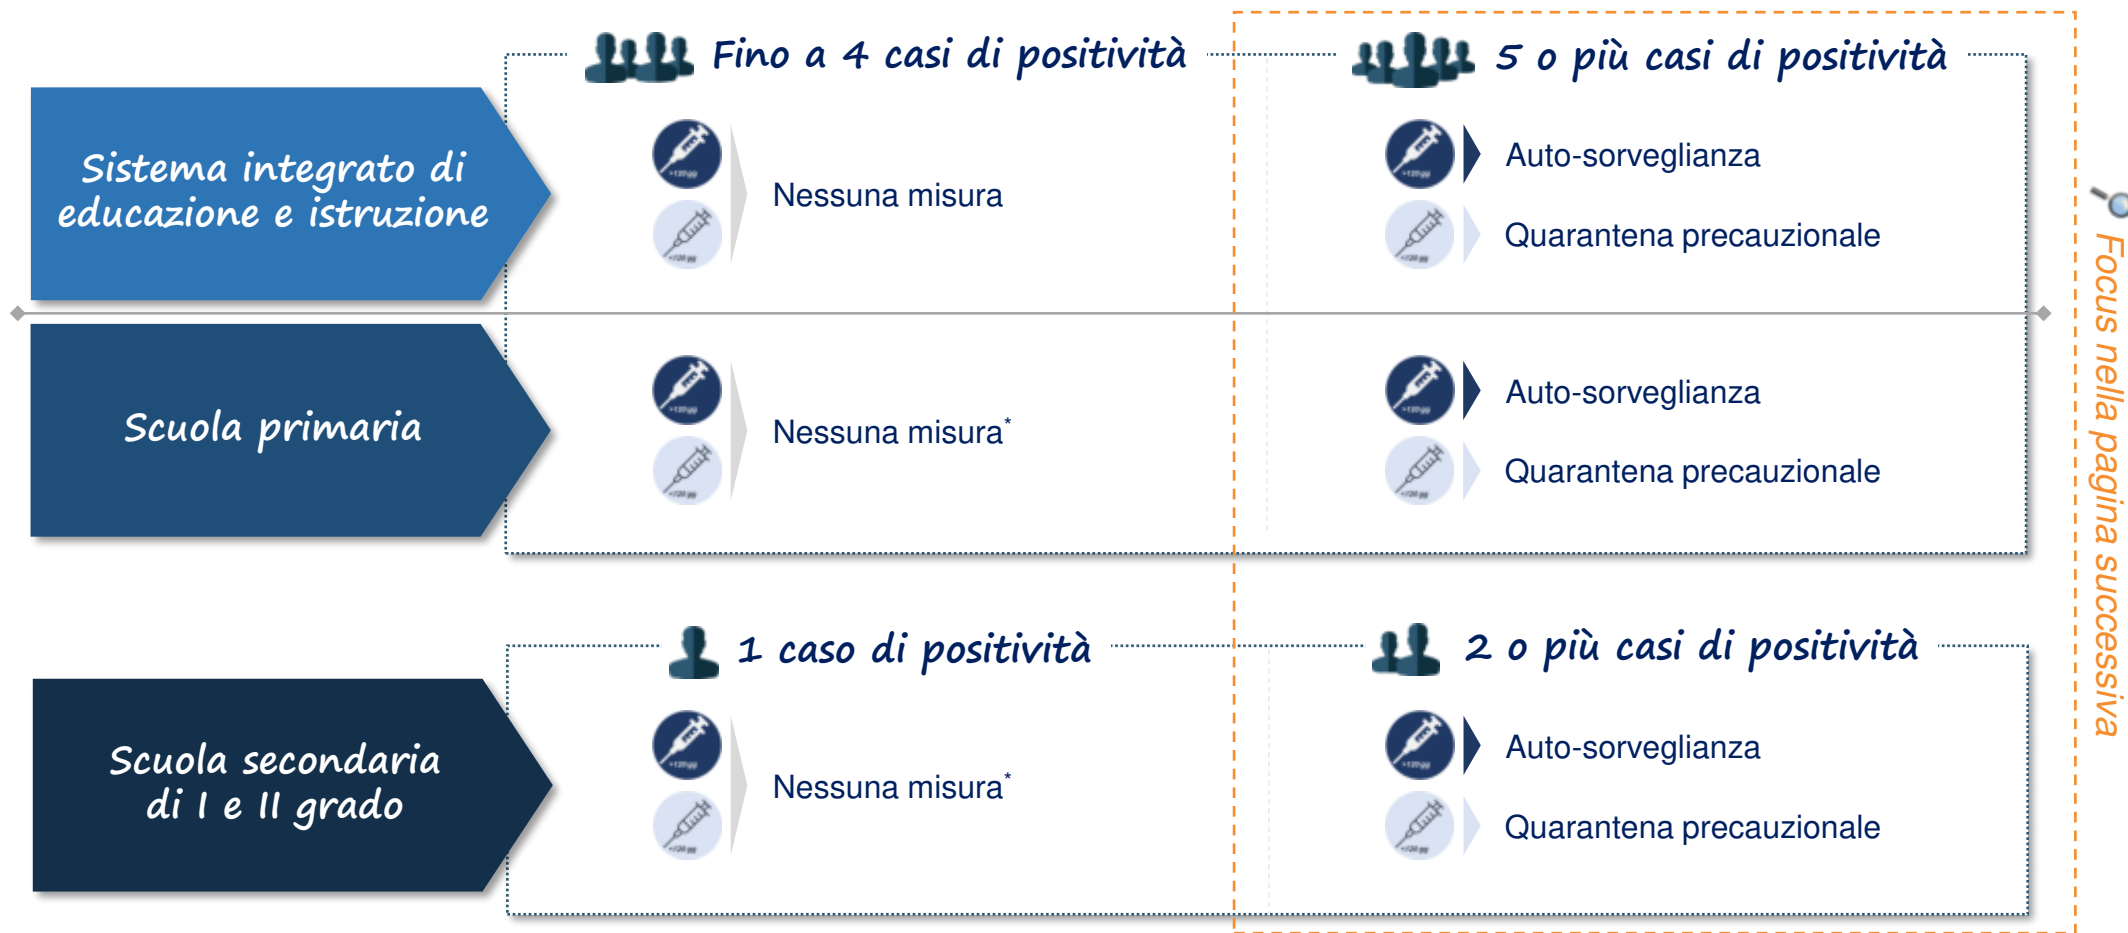 Fino a 4 casi di positività
5 o più casi di positività
Sistema integrato di
educazione e istruzione
Nessuna misura
Auto-sorveglianza
Quarantena precauzionale
Scuola primaria
Nessuna misura*
Auto-sorveglianza
Quarantena precauzionale
1 caso di positività
2 o più casi di positività
Scuola secondaria
di I e II grado
Nessuna misura*
Auto-sorveglianza
Quarantena precauzionale
Focus nella pagina successiva